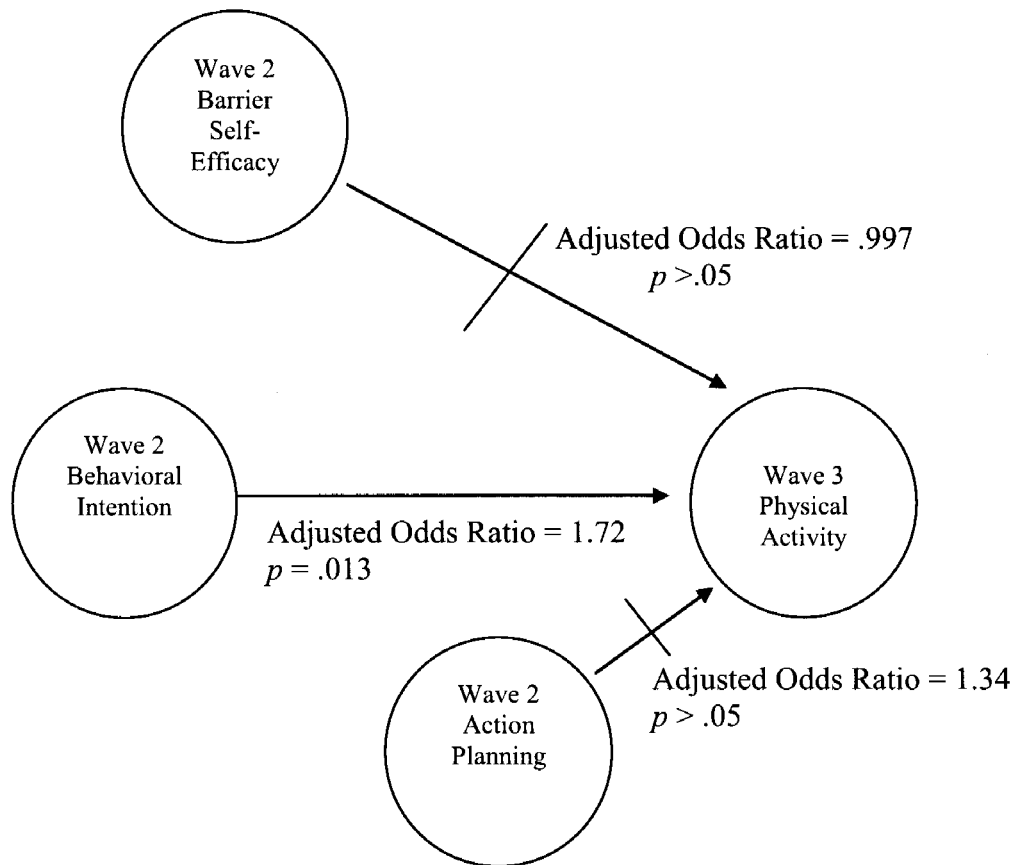 Wave 2
Barrier
Self-
Efficacy
Adjusted Odds Ratio = .997
p >.05
Wave 2
Behavioral
Intention
Adjusted Odds Ratio = 1.72
p = .013
Wave 3
Physical
Activity
Wave 2
Action
Planning
Adjusted Odds Ratio = 1.34
p > .05